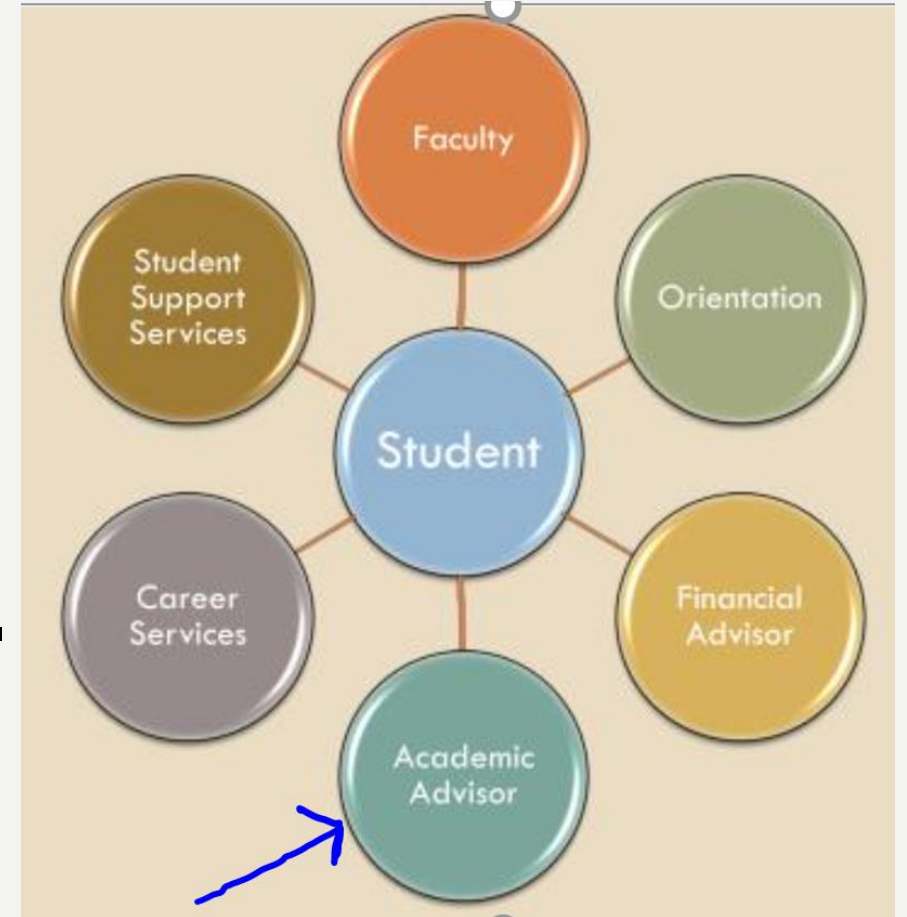 Faculty
Student
Support
Services
Orientation
Student
Career
Services
Financial
Advisor
Academic
Advisor